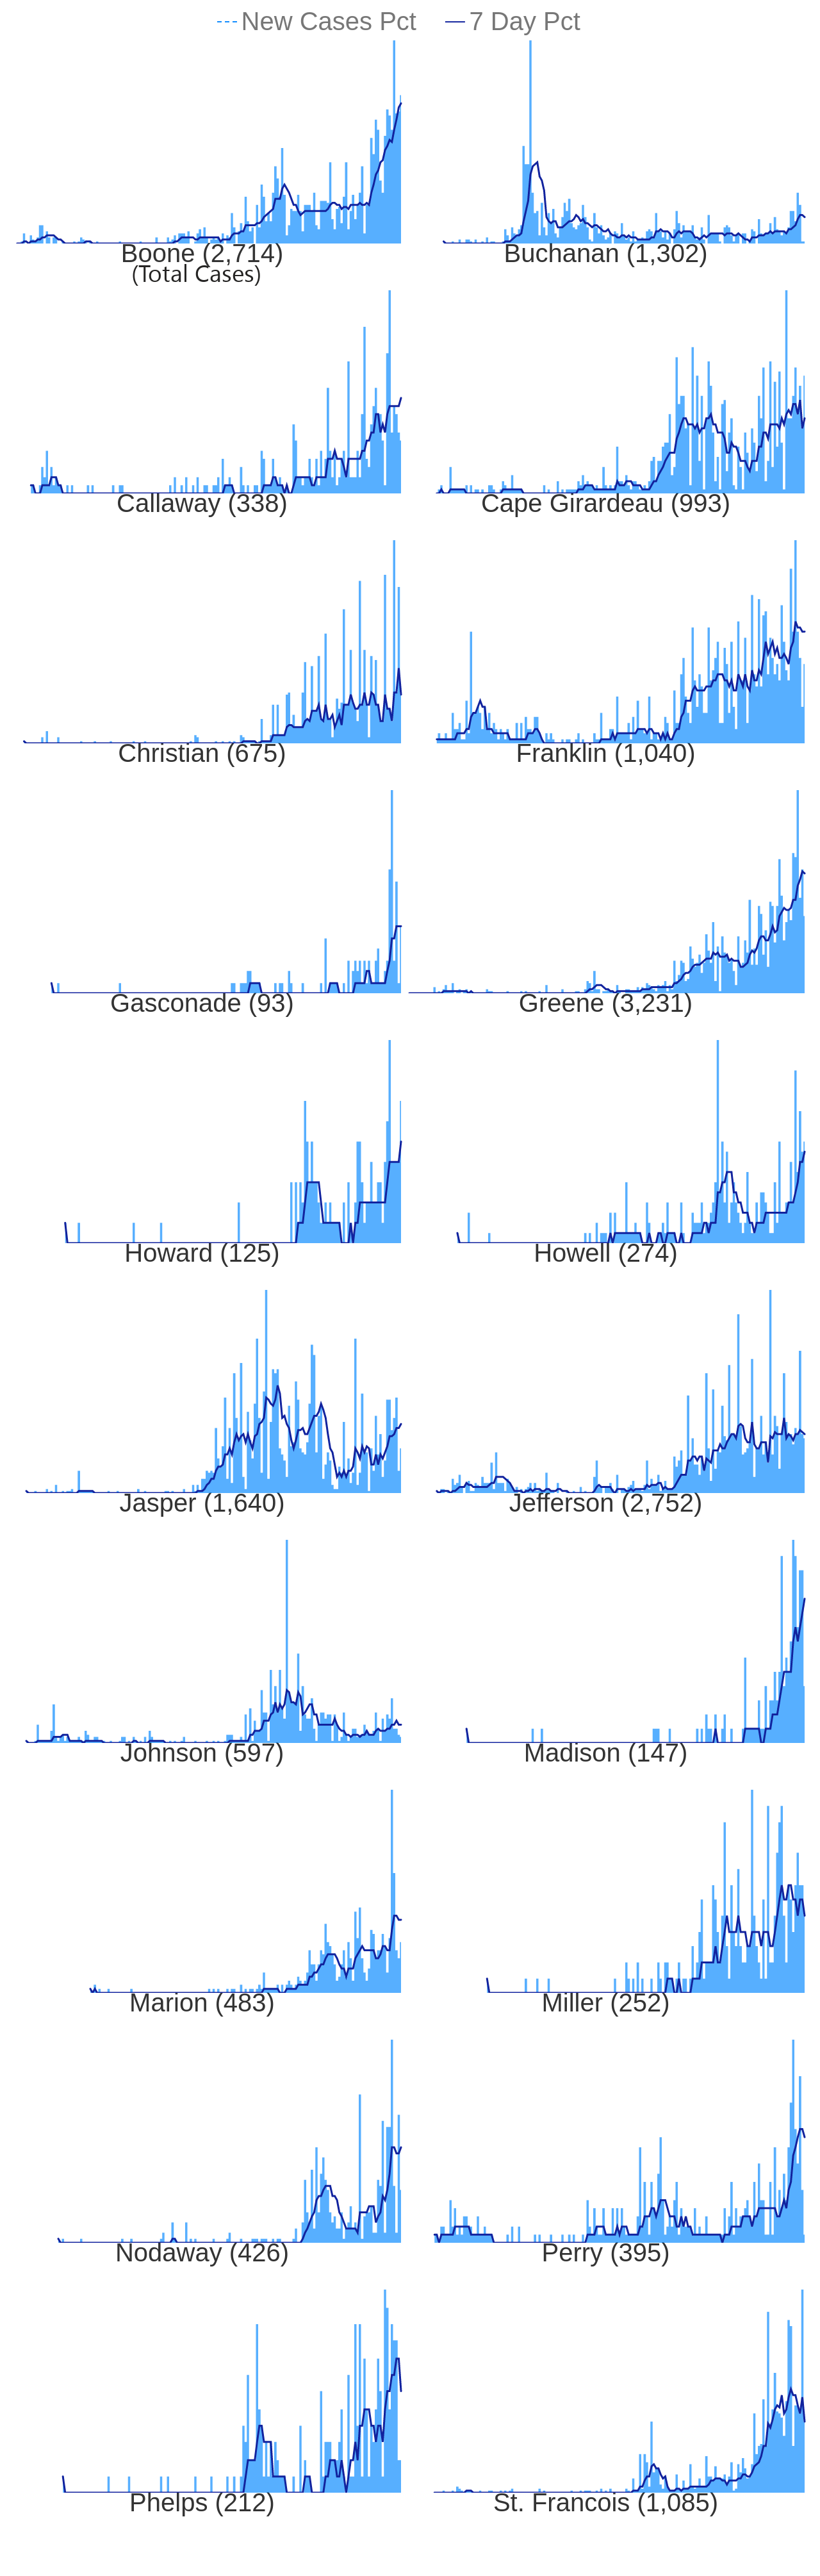 New Cases Pct 7 Day Pct
Boone (2,714) Buchanan (1,302)
(Total Cases)
Callaway (338) Cape Girardeau (993)
Christian (675) Franklin (1,040)
Gasconade (93) Greene (3,231)
Howard (125) Howell (274)
Jasper (1,640) Jefferson (2,752)
Johnson (597) Madison (147)
Marion (483) Miller (252)
Nodaway (426) Perry (395)
Phelps (212) St. Francois (1,085)